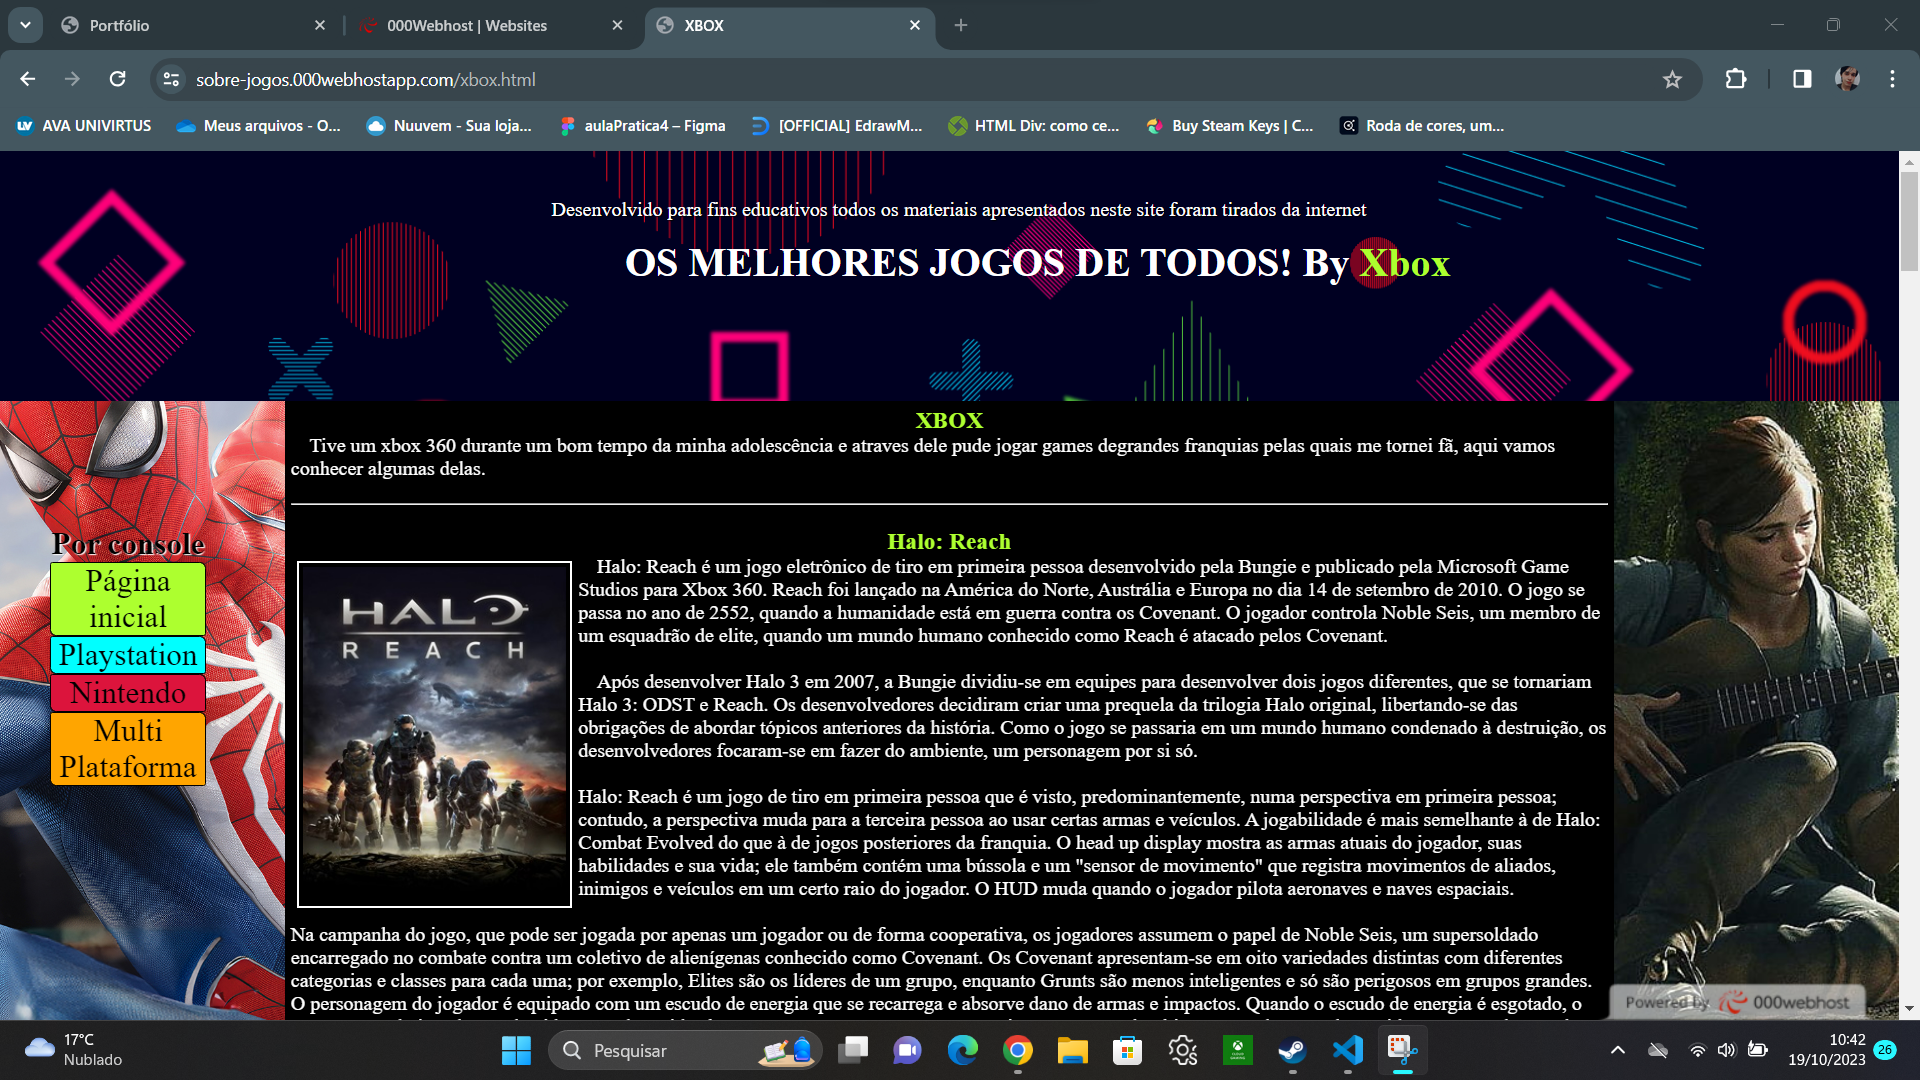 Portfólio
000Webhost | Websites
XBOX
sobre-jogos.000webhostapp.com/xbox.html
AVA UNIVIRTUS
Meus arquivos - O...
Nuuvem - Sua loja...
aulaPratica4 – Figma
[OFFICIAL] EdrawM...
HTML Div: como ce...
Buy Steam Keys | C...
Roda de cores, um...
Desenvolvido para fins educativos todos os materiais apresentados neste site foram tirados da internet
OS MELHORES JOGOS DE TODOS! By Xbox
XBOX
Tive um xbox 360 durante um bom tempo da minha adolescência e atraves dele pude jogar games degrandes franquias pelas quais me tornei fã, aqui vamos
conhecer algumas delas.
Por console
Página
inicial
Playstation
Nintendo
Multi
Plataforma
Halo: Reach
HALO
REACH
Halo: Reach é um jogo eletrônico de tiro em primeira pessoa desenvolvido pela Bungie e publicado pela Microsoft Game
Studios para Xbox 360. Reach foi lançado na América do Norte, Austrália e Europa no dia 14 de setembro de 2010. O jogo se
passa no ano de 2552, quando a humanidade está em guerra contra os Covenant. O jogador controla Noble Seis, um membro de
um esquadrão de elite, quando um mundo humano conhecido como Reach é atacado pelos Covenant.
Após desenvolver Halo 3 em 2007, a Bungie dividiu-se em equipes para desenvolver dois jogos diferentes, que se tornariam
Halo 3: ODST e Reach. Os desenvolvedores decidiram criar uma prequela da trilogia Halo original, libertando-se das
obrigações de abordar tópicos anteriores da história. Como o jogo se passaria em um mundo humano condenado à destruição, os
desenvolvedores focaram-se em fazer do ambiente, um personagem por si só.
Halo: Reach é um jogo de tiro em primeira pessoa que é visto, predominantemente, numa perspectiva em primeira pessoa;
contudo, a perspectiva muda para a terceira pessoa ao usar certas armas e veículos. A jogabilidade é mais semelhante à de Halo:
Combat Evolved do que à de jogos posteriores da franquia. O head up display mostra as armas atuais do jogador, suas
habilidades e sua vida; ele também contém uma bússola e um "sensor de movimento" que registra movimentos de aliados,
inimigos e veículos em um certo raio do jogador. O HUD muda quando o jogador pilota aeronaves e naves espaciais.
Na campanha do jogo, que pode ser jogada por apenas um jogador ou de forma cooperativa, os jogadores assumem o papel de Noble Seis, um supersoldado
encarregado no combate contra um coletivo de alienígenas conhecido como Covenant. Os Covenant apresentam-se em oito variedades distintas com diferentes
categorias e classes para cada uma; por exemplo, Elites são os líderes de um grupo, enquanto Grunts são menos inteligentes e só são perigosos em grupos grandes.
O personagem do jogador é equipado com um escudo de energia que se recarrega e absorve dano de armas e impactos. Quando o escudo de energia é esgotado, o
Powered by 000webhost
17°C
Nublado
Pesquisar
10:42
19/10/2023
26